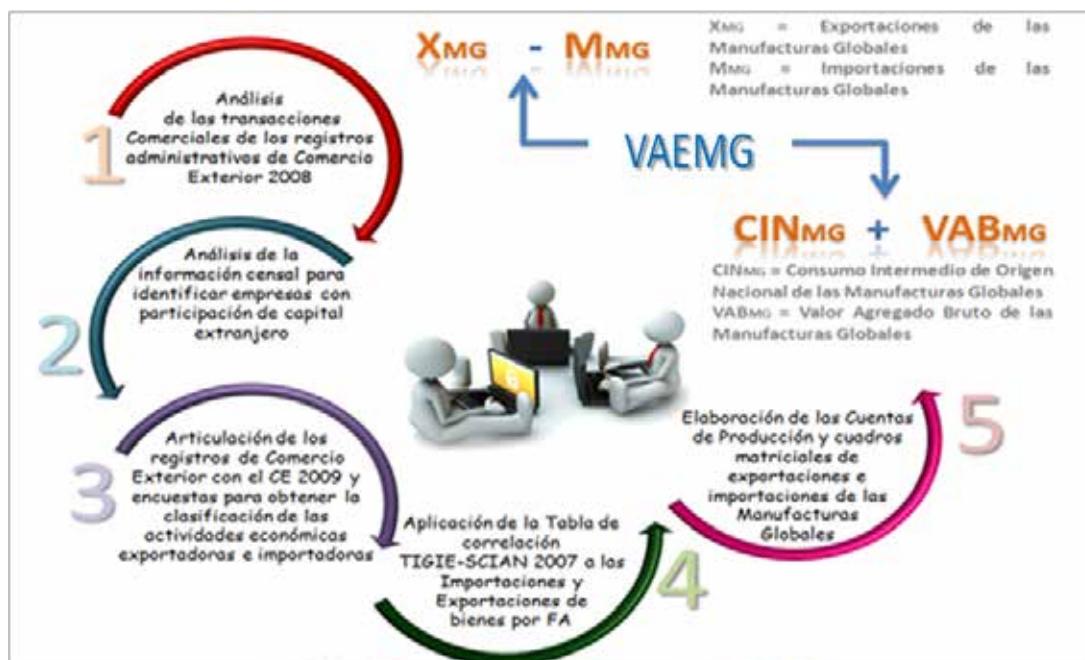 XMG - MMG
XMG = Exportaciones de las
Manufacturas Globales
MMG = Importaciones de las
Manufacturas Globales
VAEMG
CINMG + VABMG
CINMG = Consumo Intermedio de Origen
Nacional de las Manufacturas Globales
VABMG = Valor Agregado Bruto de las
Manufacturas Globales
1
Análisis
de las transacciones
Comerciales de los registros
administrativos de Comercio
Exterior 2008
2
Análisis de la
información censal para
identificar empresas con
participación de capital
extranjero
3
Articulación de los
registros de Comercio
Exterior con el CE 2009 y
encuestas para obtener la
clasificación de las
actividades económicas
exportadoras e importadoras
4
Aplicación de la Tabla de
correlación
TIGIE-SCIAN 2007 a las
Importaciones y
Exportaciones de
bienes por FA
5
Elaboración de las Cuentas
de Producción y cuadros
matriciales de
exportaciones e
importaciones de las
Manufacturas
Globales